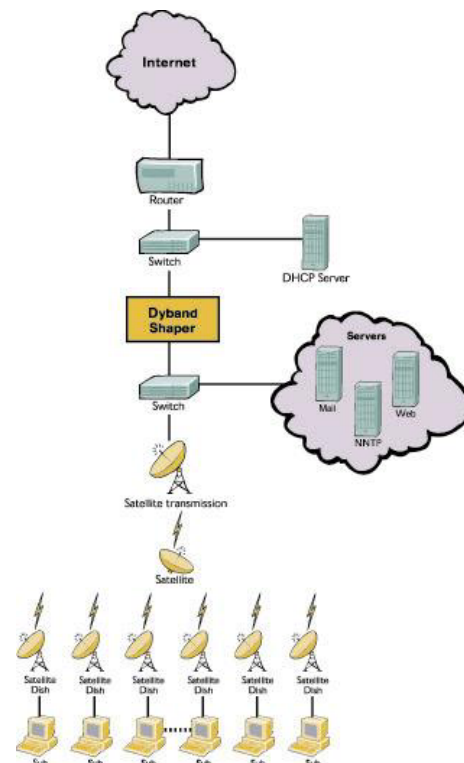 Internet
Router
Switch
DHCP Server
Dyband
Shaper
Servers
Mail
Web
NNTP
Switch
Satellite transmission
Satellite
Satellite Satellite Satellite Satellite Satellite Satellite
Dish Dish Dish Dish Dish Dish